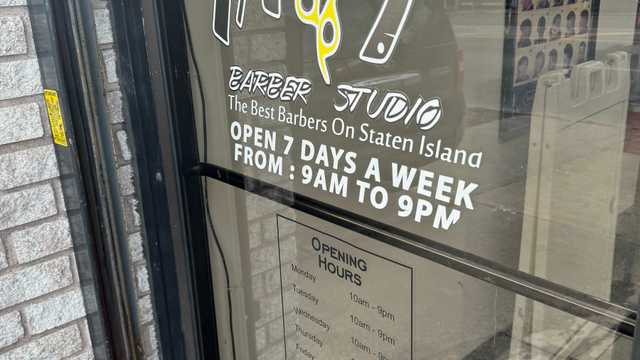 BARBER STUDIO
The Best Barbers On Staten Island
OPEN 7 DAYS A WEEK
FROM : 9AM TO 9PM
OPENING
HOURS
Monday 10am - 9pm
Tuesday 10am - 9pm
Wednesday 10am - 9pm
Thursday
Friday